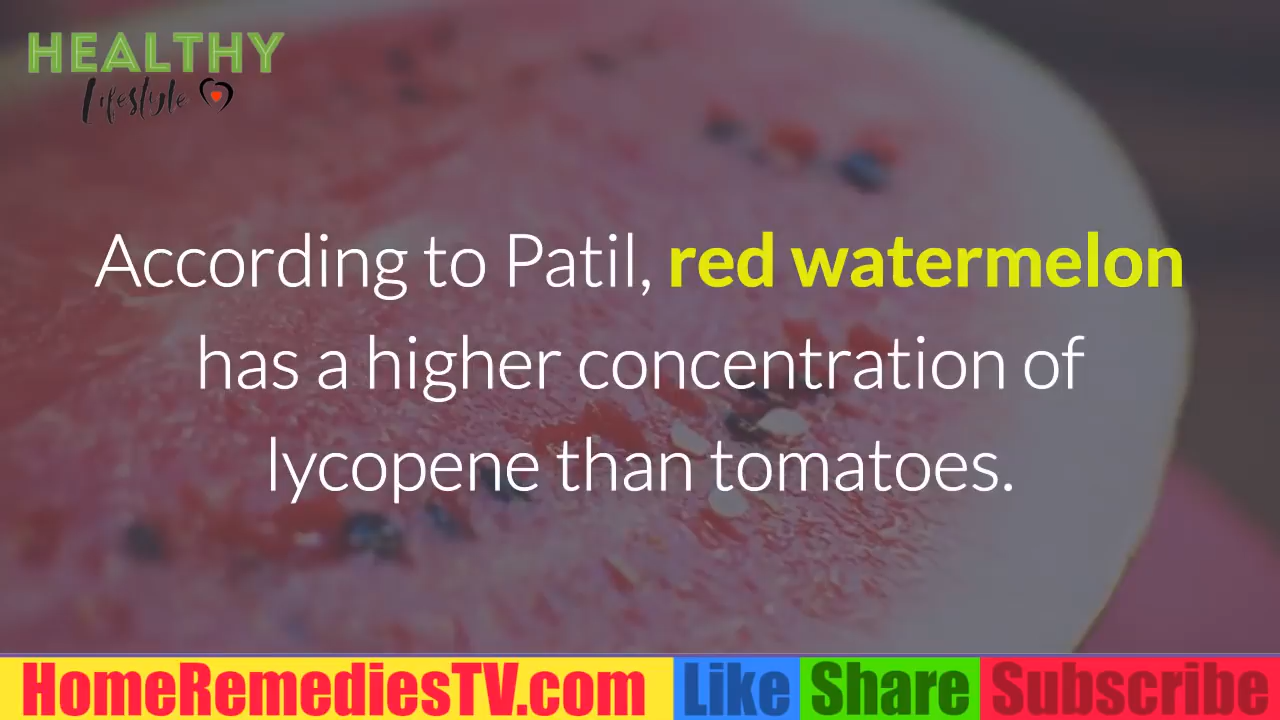 HEALTHY
Lifestyle
According to Patil, red watermelon
has a higher concentration of
lycopene than tomatoes.
HomeRemediesTV.com Like Share Subscribe